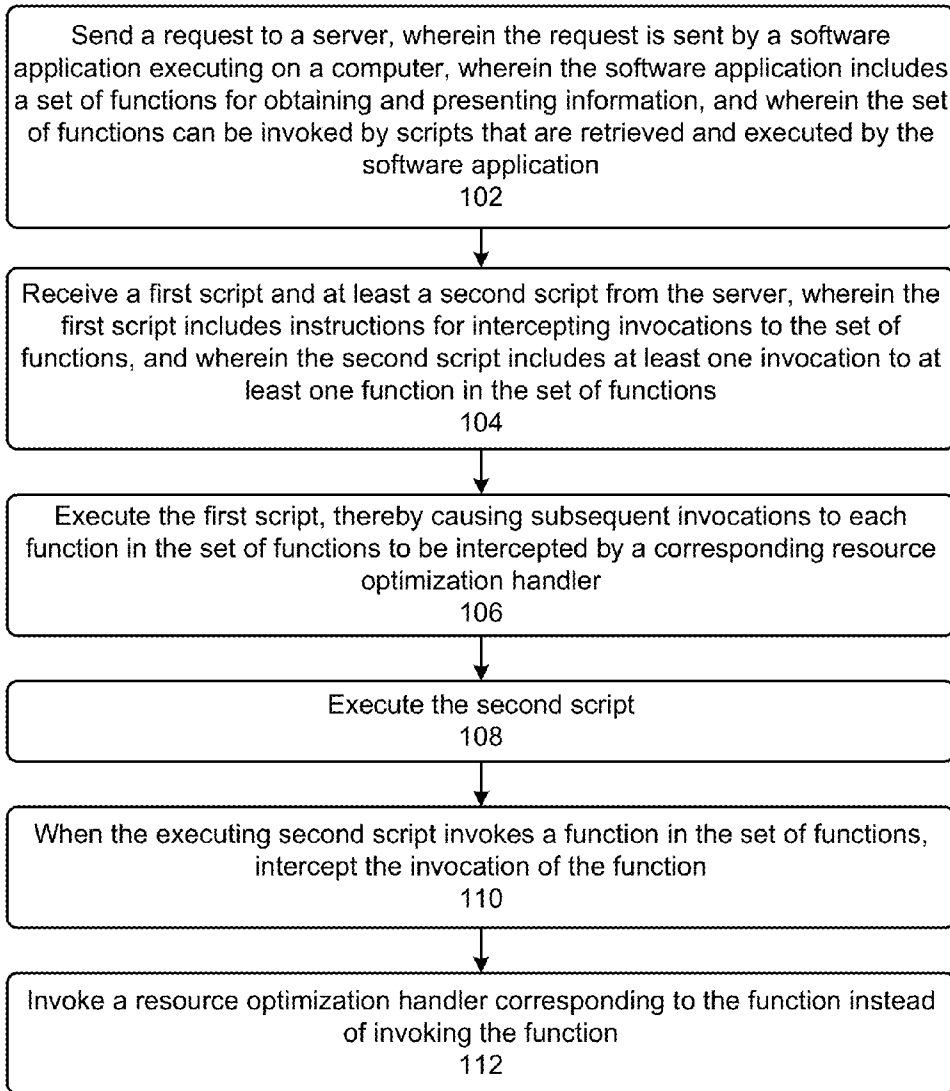 Send a request to a server, wherein the request is sent by a software
application executing on a computer, wherein the software application includes
a set of functions for obtaining and presenting information, and wherein the set
of functions can be invoked by scripts that are retrieved and executed by the
software application
102
Receive a first script and at least a second script from the server, wherein the
first script includes instructions for intercepting invocations to the set of
functions, and wherein the second script includes at least one invocation to at
least one function in the set of functions
104
Execute the first script, thereby causing subsequent invocations to each
function in the set of functions to be intercepted by a corresponding resource
optimization handler
106
Execute the second script
108
When the executing second script invokes a function in the set of functions,
intercept the invocation of the function
110
Invoke a resource optimization handler corresponding to the function instead
of invoking the function
112